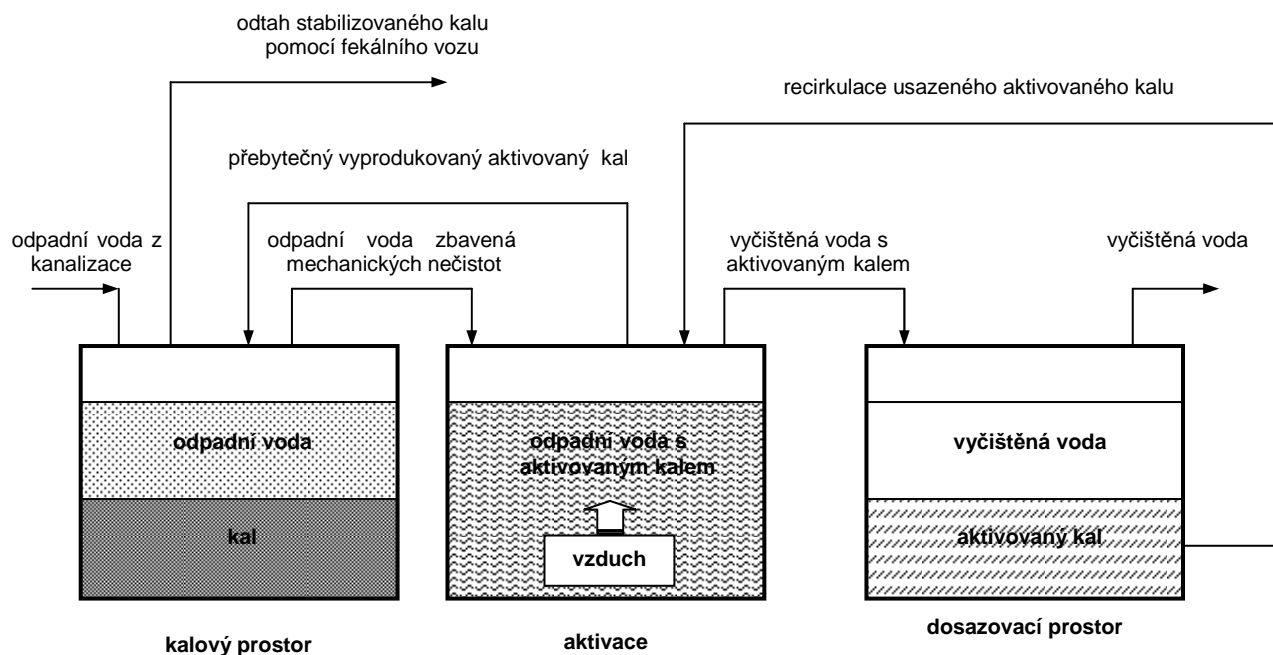 odtah stabilizovaného kalu
pomocí fekálního vozu
recirkulace usazeného aktivovaného kalu
přebytečný vyprodukovaný aktivovaný kal
odpadní voda z
kanalizace
odpadní voda zbavená
mechanických nečistot
vyčištěná voda s
aktivovaným kalem
vyčištěná voda
odpadní voda
kal
odpadní voda s
aktivovaným kalem
vzduch
vyčištěná voda
aktivovaný kal
kalový prostor
aktivace
dosazovací prostor